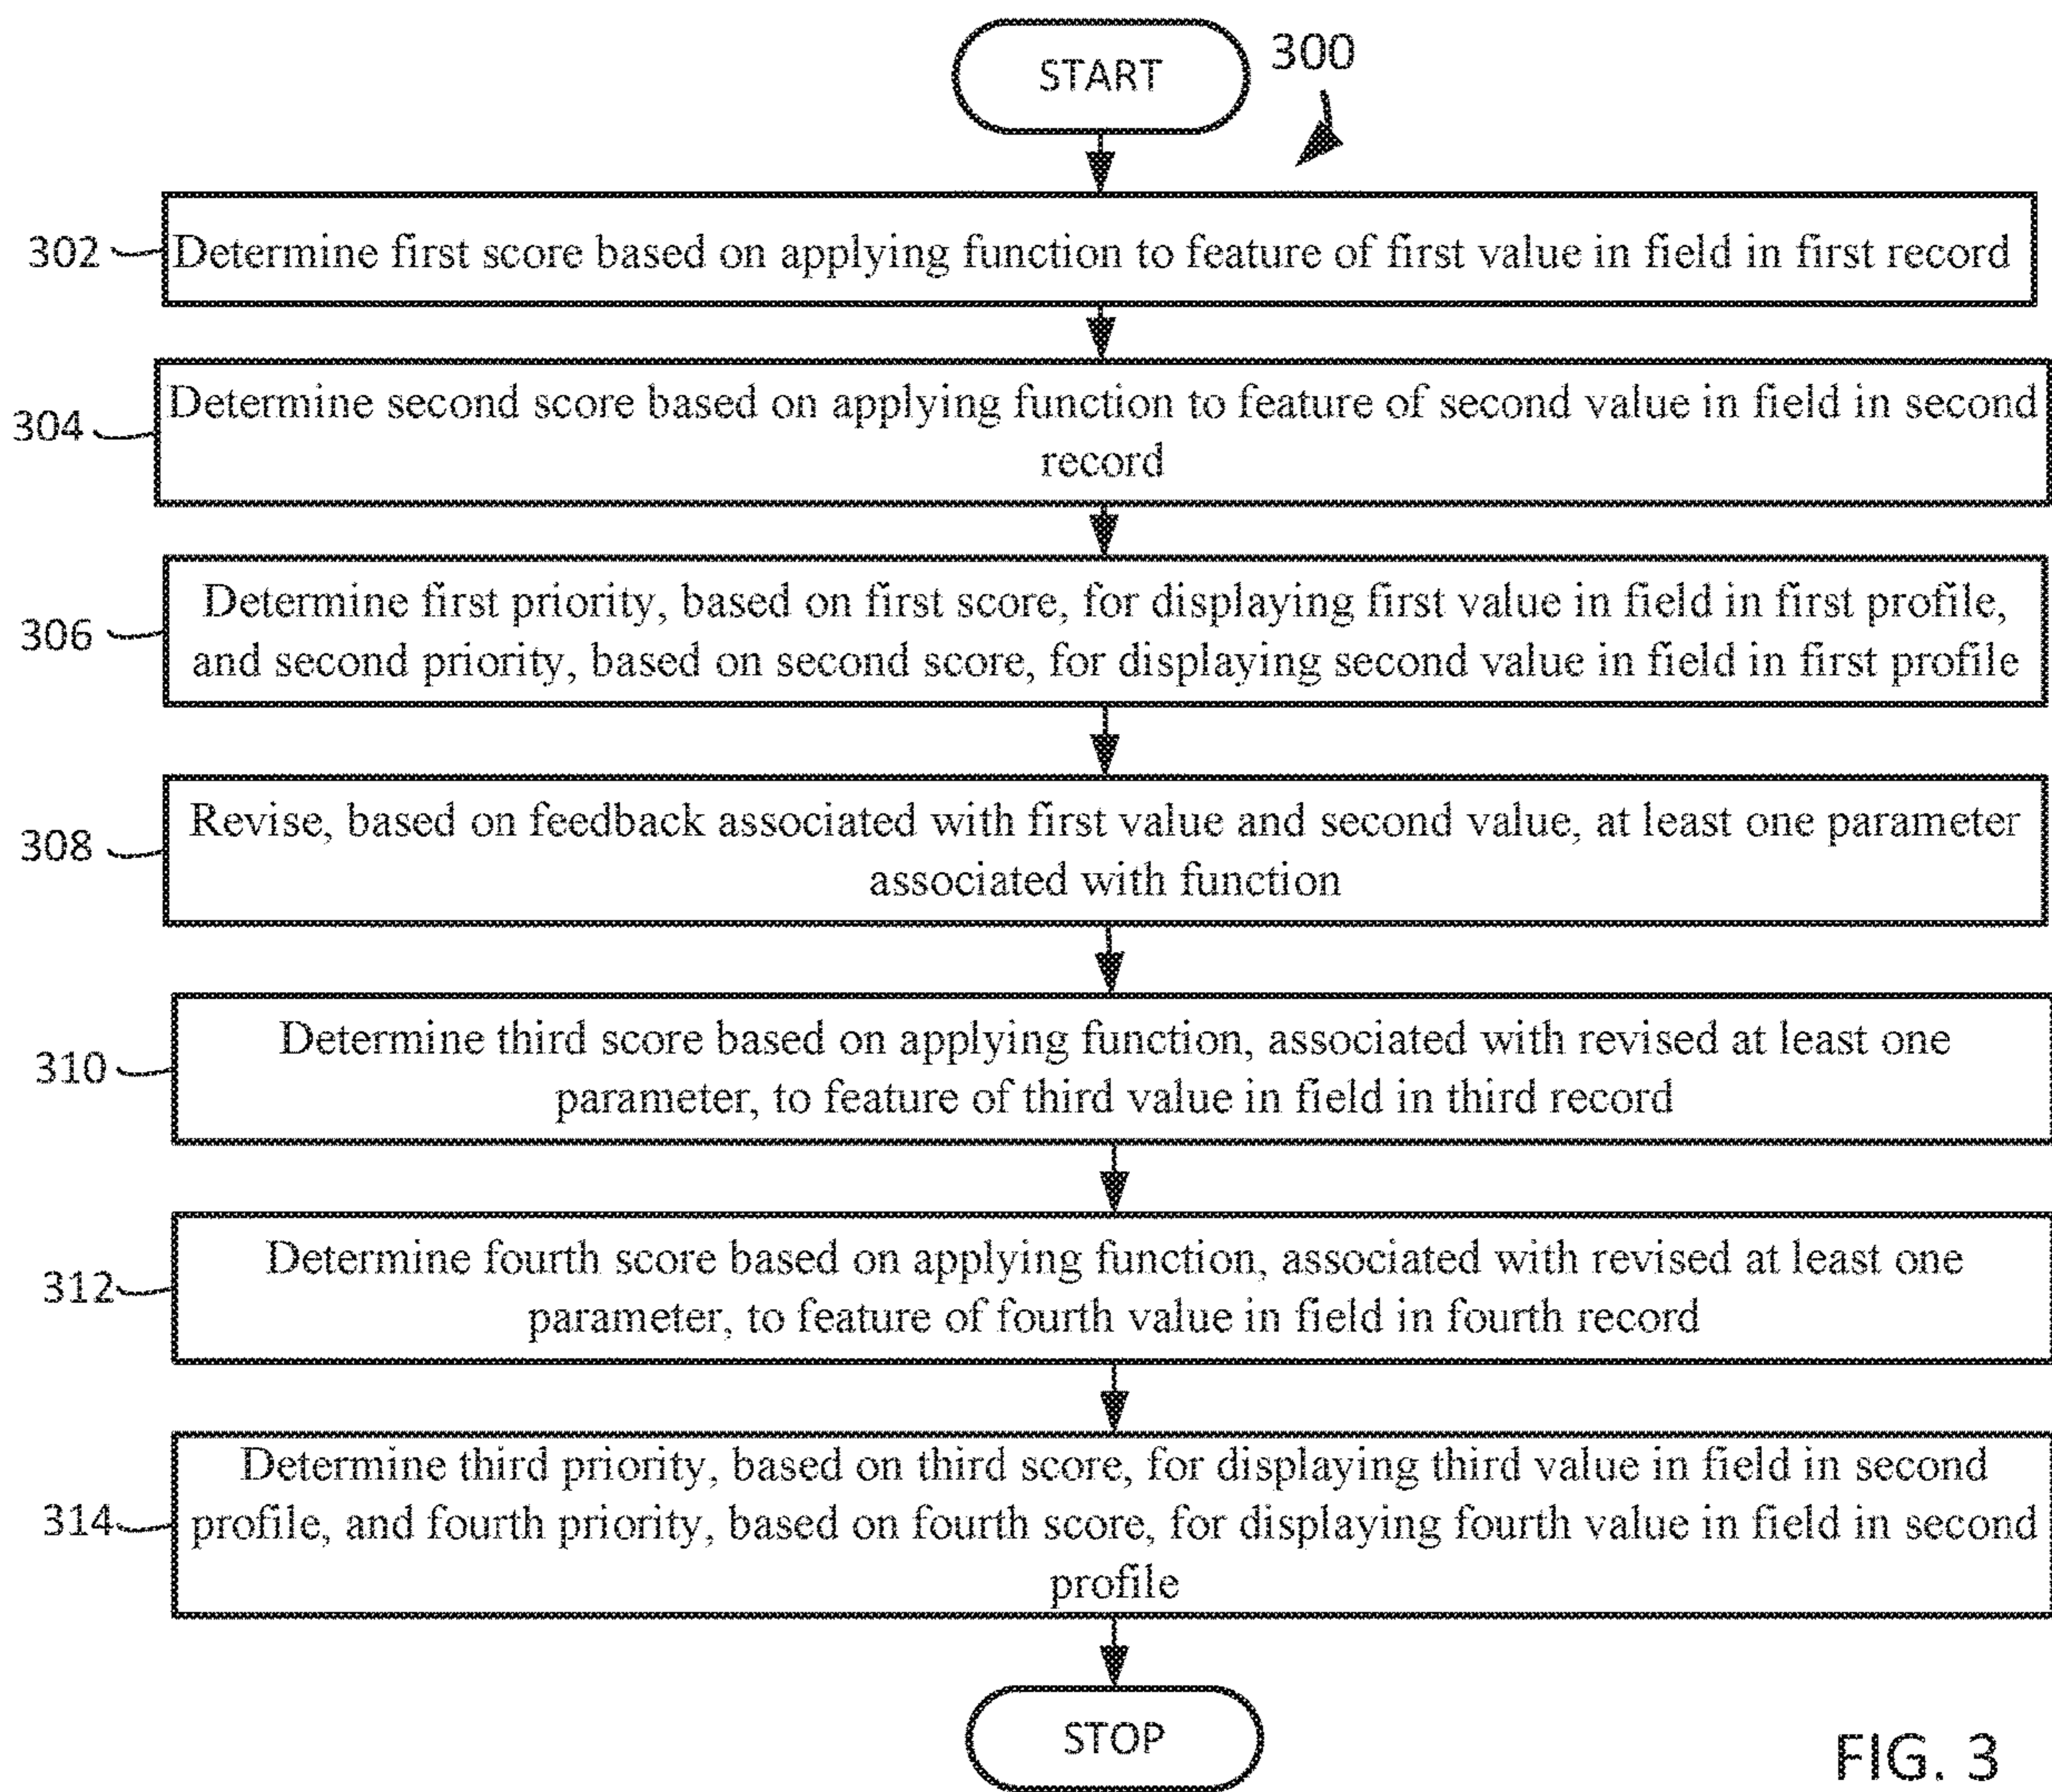 START
300
302
Determine first score based on applying function to feature of first value in field in first record
304
Determine second score based on applying function to feature of second value in field in second
record
306
Determine first priority, based on first score, for displaying first value in field in first profile,
and second priority, based on second score, for displaying second value in field in first profile
308
Revise, based on feedback associated with first value and second value, at least one parameter
associated with function
310
Determine third score based on applying function, associated with revised at least one
parameter, to feature of third value in field in third record
312
Determine fourth score based on applying function, associated with revised at least one
parameter, to feature of fourth value in field in fourth record
314
Determine third priority, based on third score, for displaying third value in field in second
profile, and fourth priority, based on fourth score, for displaying fourth value in field in second
profile
STOP
FIG. 3